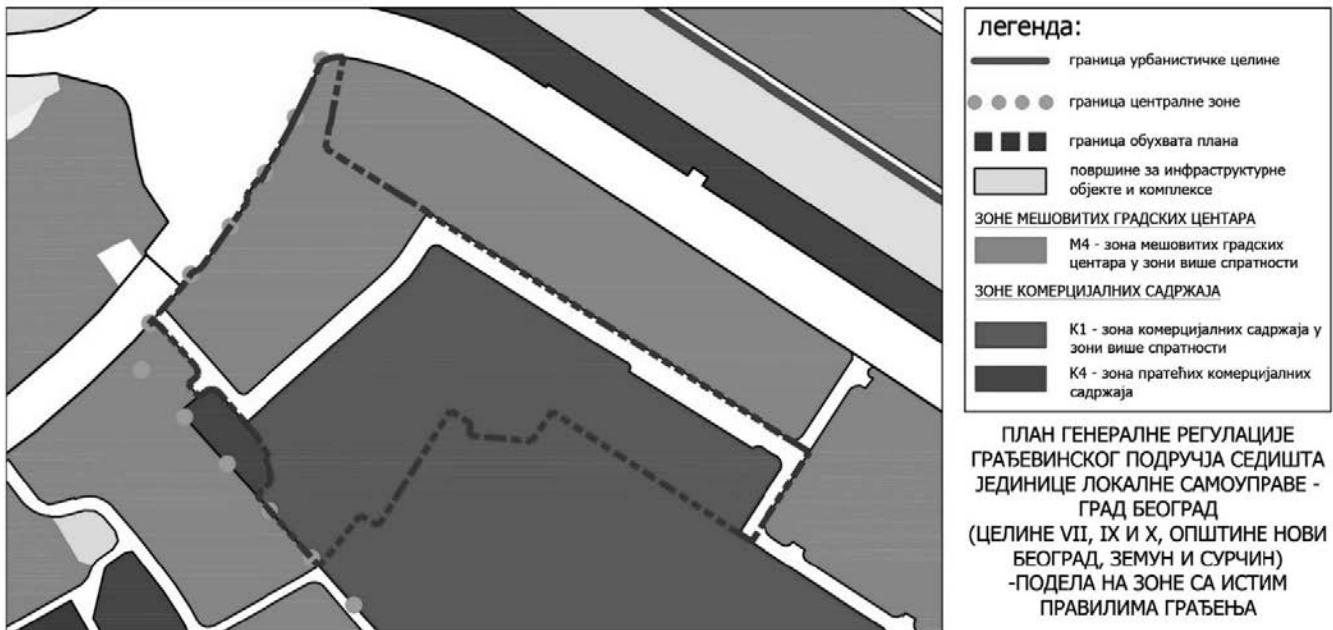 легенда:
граница урбанистичке целине
граница централне зоне
граница обухвата плана
површине за инфраструктурне
објекте и комплексе
ЗОНЕ МЕШОВИТИХ ГРАДСКИХ ЦЕНТАРА
М4 - зона мешовитих градских
центара у зони више спратности
ЗОНЕ КОМЕРЦИЈАЛНИХ САДРЖАЈА
К1 - зона комерцијалних садржаја у
зони више спратности
К4 - зона пратећих комерцијалних
садржаја
ПЛАН ГЕНЕРАЛНЕ РЕГУЛАЦИЈЕ
ГРАЂЕВИНСКОГ ПОДРУЧЈА СЕДИШТА
ЈЕДИНИЦЕ ЛОКАЛНЕ САМОУПРАВЕ -
ГРАД БЕОГРАД
(ЦЕЛИНЕ VII, IX И X, ОПШТИНЕ НОВИ
БЕОГРАД, ЗЕМУН И СУРЧИН)
-ПОДЕЛА НА ЗОНЕ СА ИСТИМ
ПРАВИЛИМА ГРАЂЕЊА